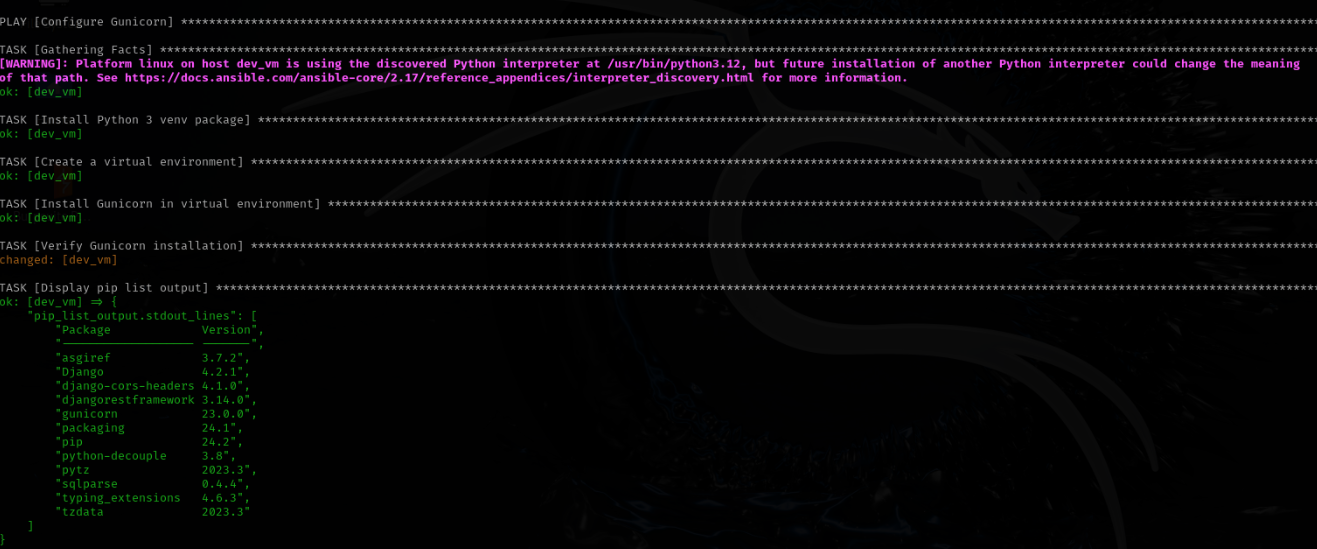 PLAY [Configure Gunicorn] ******************************************************************************************************************************************************************
TASK [Gathering Facts] *********************************************************************************************************************************************************************
[WARNING]: Platform linux on host dev_vm is using the discovered Python interpreter at /usr/bin/python3.12, but future installation of another Python interpreter could change the meaning
of that path. See https://docs.ansible.com/ansible-core/2.17/reference_appendices/interpreter_discovery.html for more information.
ok: [dev_vm]
TASK [Install Python 3 venv package] *******************************************************************************************************************************************************
ok: [dev_vm]
TASK [Create a virtual environment] ********************************************************************************************************************************************************
ok: [dev_vm]
TASK [Install Gunicorn in virtual environment] *********************************************************************************************************************************************
ok: [dev_vm]
TASK [Verify Gunicorn installation] ********************************************************************************************************************************************************
changed: [dev_vm]
TASK [Display pip list output] *************************************************************************************************************************************************************
ok: [dev_vm] => {
    "pip_list_output.stdout_lines": [
        "Package             Version",
        "------------------- -------",
        "asgiref             3.7.2",
        "Django              4.2.1",
        "django-cors-headers 4.1.0",
        "djangorestframework 3.14.0",
        "gunicorn            23.0.0",
        "packaging           24.1",
        "pip                 24.2",
        "python-decouple     3.8",
        "pytz                2023.3",
        "sqlparse            0.4.4",
        "typing_extensions   4.6.3",
        "tzdata              2023.3"
    ]
}